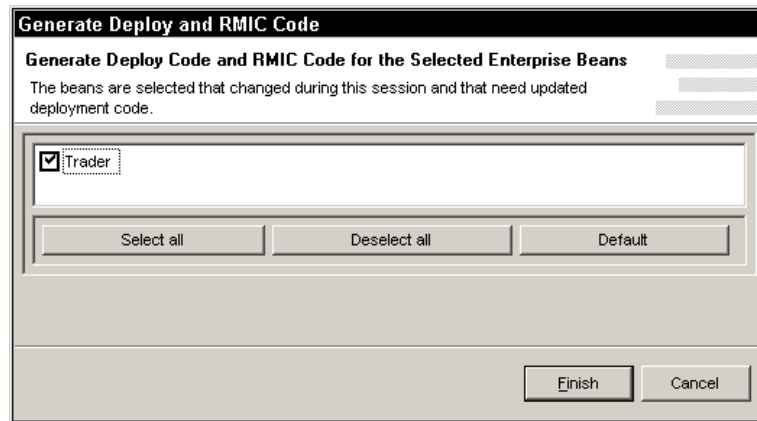 Generate Deploy and RMIC Code
Generate Deploy Code and RMIC Code for the Selected Enterprise Beans
The beans are selected that changed during this session and that need updated
deployment code.
Trader
Select all
Deselect all
Default
Finish
Cancel